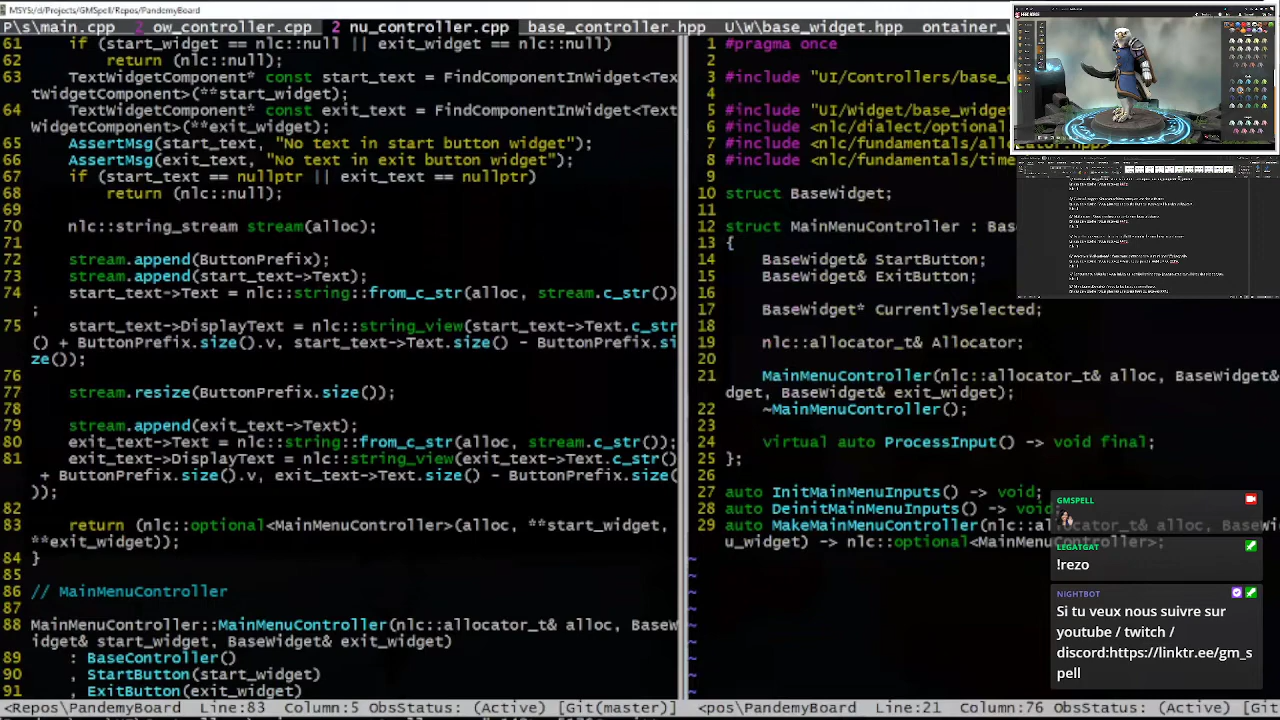 MSYS:/d/Projects/GMSpell/Repos/PandemyBoard
P\s\main.cpp 2 ow_controller.cpp 2 nu_controller.cpp base_controller.hpp U\W\base_widget.hpp ontainer_w
61 if (start_widget == nlc::null || exit_widget == nlc::null)
62 return (nlc::null);
63 TextWidgetComponent* const start_text = FindComponentInWidget<Tex
tWidgetComponent>(**start_widget);
64 TextWidgetComponent* const exit_text = FindComponentInWidget<Text
WidgetComponent>(**exit_widget);
65 AssertMsg(start_text, "No text in start button widget");
66 AssertMsg(exit_text, "No text in exit button widget");
67 if (start_text == nullptr || exit_text == nullptr)
68 return (nlc::null);
69
70 nlc::string_stream stream(alloc);
71
72 stream.append(ButtonPrefix);
73 stream.append(start_text->Text);
74 start_text->Text = nlc::string::from_c_str(alloc, stream.c_str())
;
75 start_text->DisplayText = nlc::string_view(start_text->Text.c_str
() + ButtonPrefix.size().v, start_text->Text.size() - ButtonPrefix.si
ze());
76
77 stream.resize(ButtonPrefix.size());
78
79 stream.append(exit_text->Text);
80 exit_text->Text = nlc::string::from_c_str(alloc, stream.c_str());
81 exit_text->DisplayText = nlc::string_view(exit_text->Text.c_str()
+ ButtonPrefix.size().v, exit_text->Text.size() - ButtonPrefix.size(
));
82
83 return (nlc::optional<MainMenuController>(alloc, **start_widget,
**exit_widget));
84 }
85
86 // MainMenuController
87
88 MainMenuController::MainMenuController(nlc::allocator_t& alloc, BaseW
idget& start_widget, BaseWidget& exit_widget)
89 : BaseController()
90 , StartButton(start_widget)
91 , ExitButton(exit_widget)
<Repos\PandemyBoard Line:83 Column:5 ObsStatus: (Active) [Git(master)]
1 #pragma once
2
3 #include "UI/Controllers/base_c
4
5 #include "UI/Widget/base_widge
6 #include <nlc/dialect/optional
7 #include <nlc/fundamentals/allocator.hpp>
8 #include <nlc/fundamentals/time
9
10 struct BaseWidget;
11
12 struct MainMenuController : Bas
13 {
14 BaseWidget& StartButton;
15 BaseWidget& ExitButton;
16
17 BaseWidget* CurrentlySelected;
18
19 nlc::allocator_t& Allocator;
20
21 MainMenuController(nlc::allocator_t& alloc, BaseWidget&
dget, BaseWidget& exit_widget);
22 ~MainMenuController();
23
24 virtual auto ProcessInput() -> void final;
25 };
26
27 auto InitMainMenuInputs() -> void;
28 auto DeinitMainMenuInputs() -> void;
29 auto MakeMainMenuController(nlc::allocator_t& alloc, BaseWi
u_widget) -> nlc::optional<MainMenuController>;
~
~
~
~
~
~
~
~
~
<pos\PandemyBoard Line:21 Column:76 ObsStatus: (Active) [Git
GMSPELL
LEGATGAT
!rezo
NIGHTBOT
Si tu veux nous suivre sur
youtube / twitch /
discord:https://linktr.ee/gm_s
pell